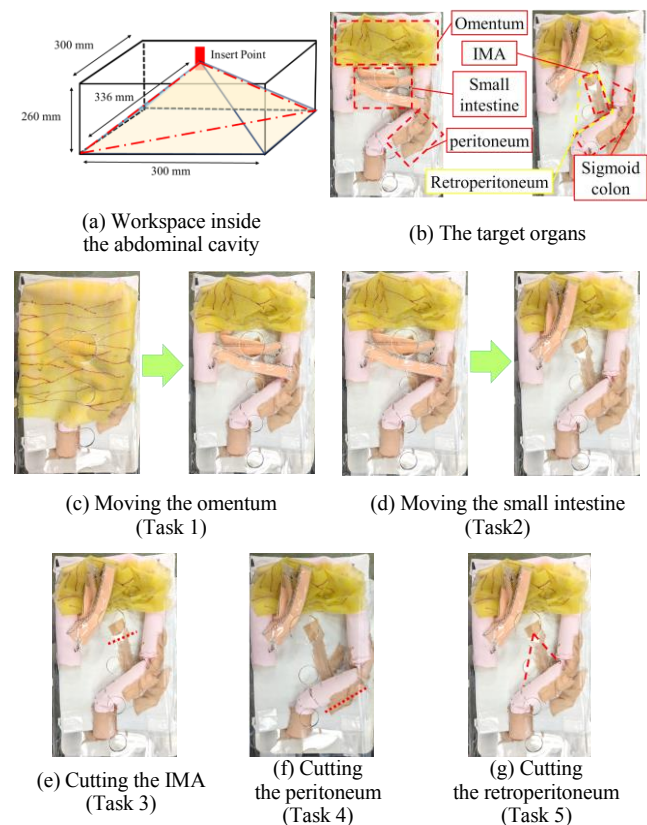 300 mm
Insert Point
336 mm
260 mm
300 mm
(a) Workspace inside
the abdominal cavity
Omentum
IMA
Small
intestine
peritoneum
Retroperitoneum
Sigmoid
colon
(b) The target organs
(c) Moving the omentum
(Task 1)
(d) Moving the small intestine
(Task2)
(e) Cutting the IMA
(Task 3)
(f) Cutting
the peritoneum
(Task 4)
(g) Cutting
the retroperitoneum
(Task 5)